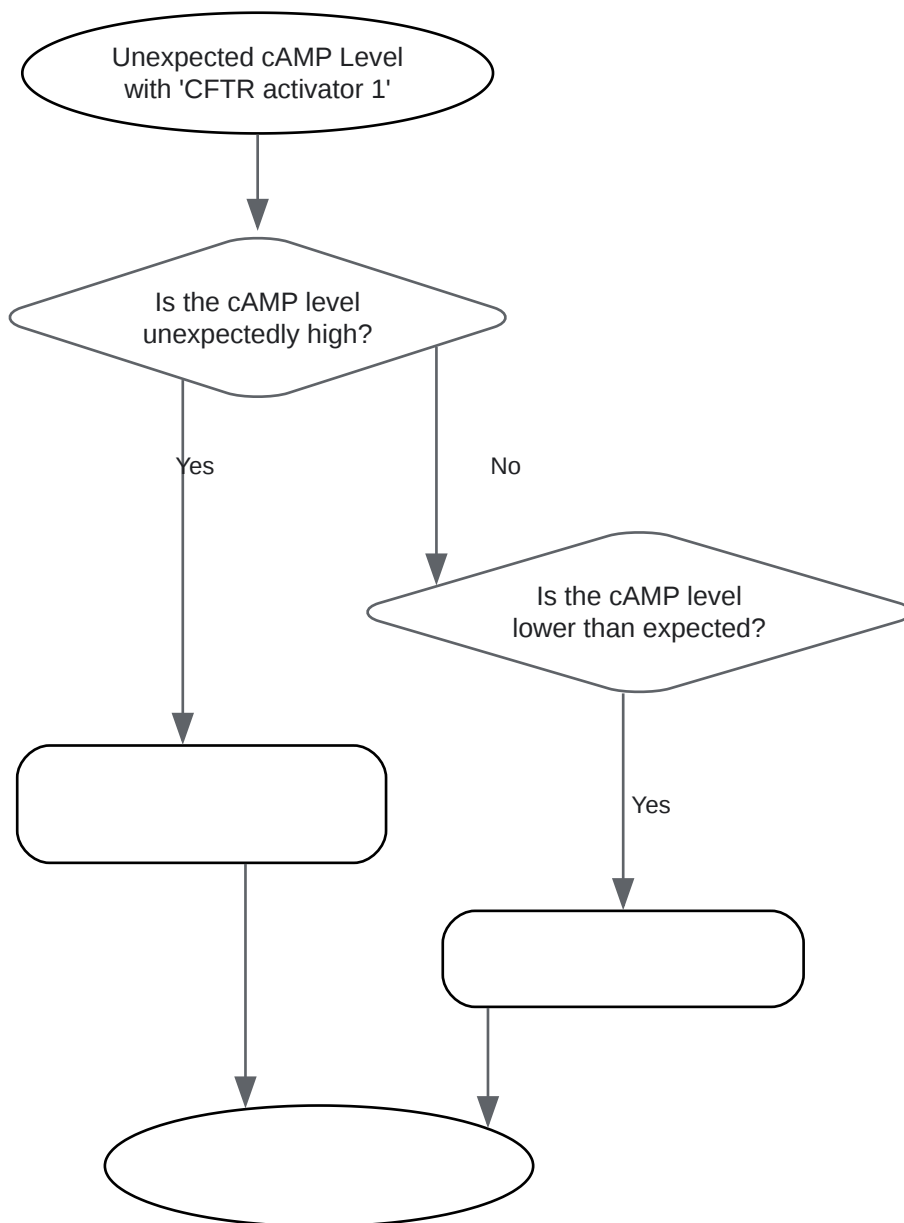 Unexpected cAMP Level
with 'CFTR activator 1'
Is the cAMP level
unexpectedly high?
Yes
No
Is the cAMP level
lower than expected?
Yes